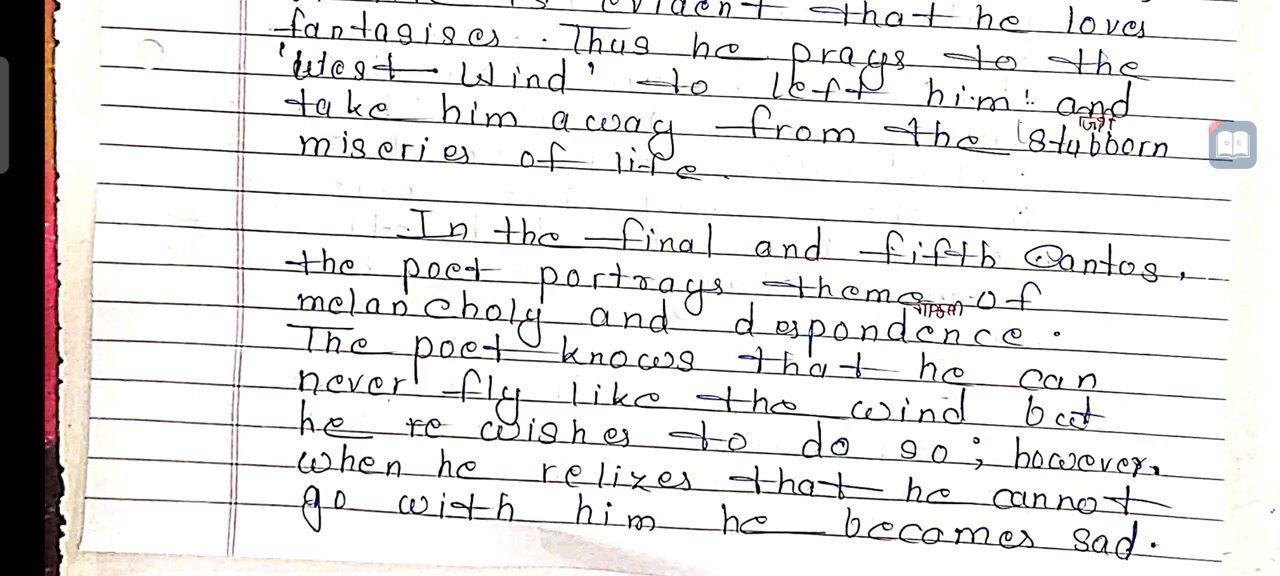 evident that he loves
fantasises. Thus he prays to the
'West Wind' to left him and
take him away from the stubborn
miseries of life.
In the final and fifth Cantos,
the poet portrays theme of
melancholy and despondence.
The poet knows that he can
never fly like the wind but
he re wishes to do so; however,
when he relizes that he cannot
go with him he becomes sad.